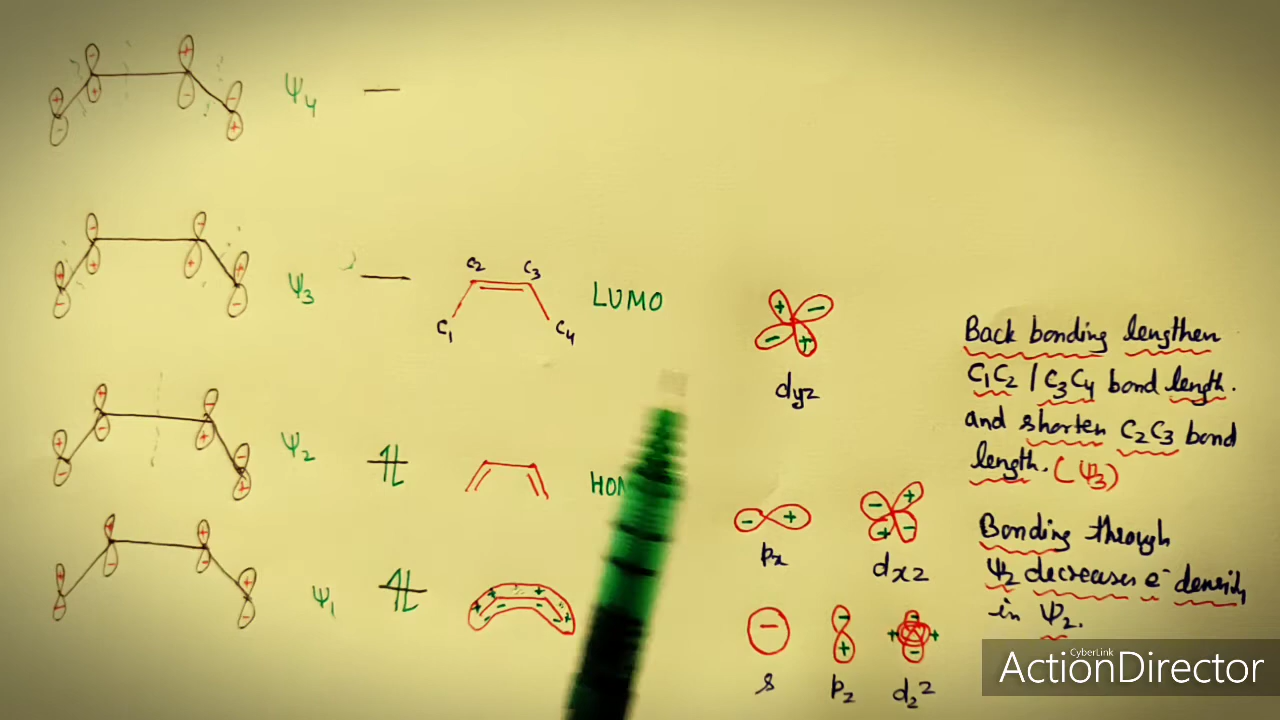 Ψ4
Ψ3
C2
C3
C1
C4
LUMO
Ψ2
Ψ1
dyz
px
dxz
s
pz
dz2
Back bonding lengthen
C1C2 / C3C4 bond length.
and shorten C2C3 bond
length. (Ψ3)
Bonding through
Ψ2 decreases e- density
in Ψ2.
CyberLink
ActionDirector